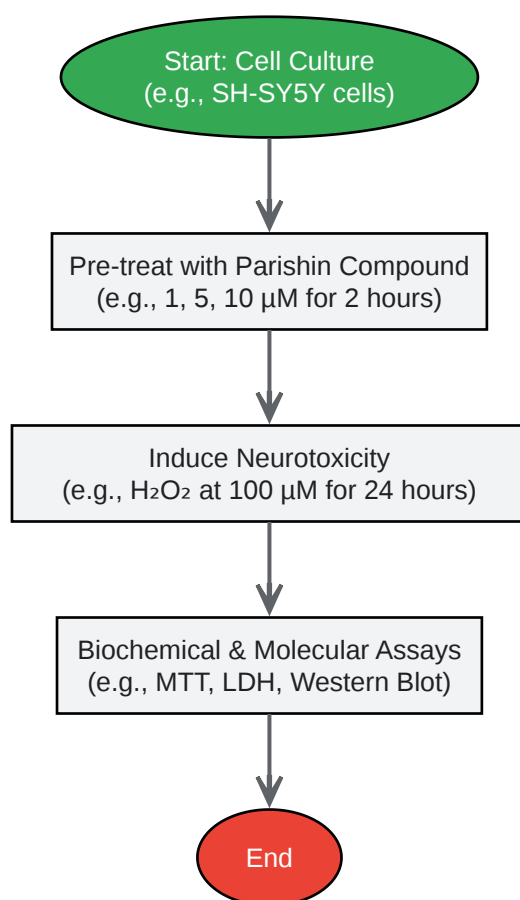 Start: Cell Culture
(e.g., SH-SY5Y cells)
Pre-treat with Parishin Compound
(e.g., 1, 5, 10 µM for 2 hours)
Induce Neurotoxicity
(e.g., H₂O₂ at 100 µM for 24 hours)
Biochemical & Molecular Assays
(e.g., MTT, LDH, Western Blot)
End